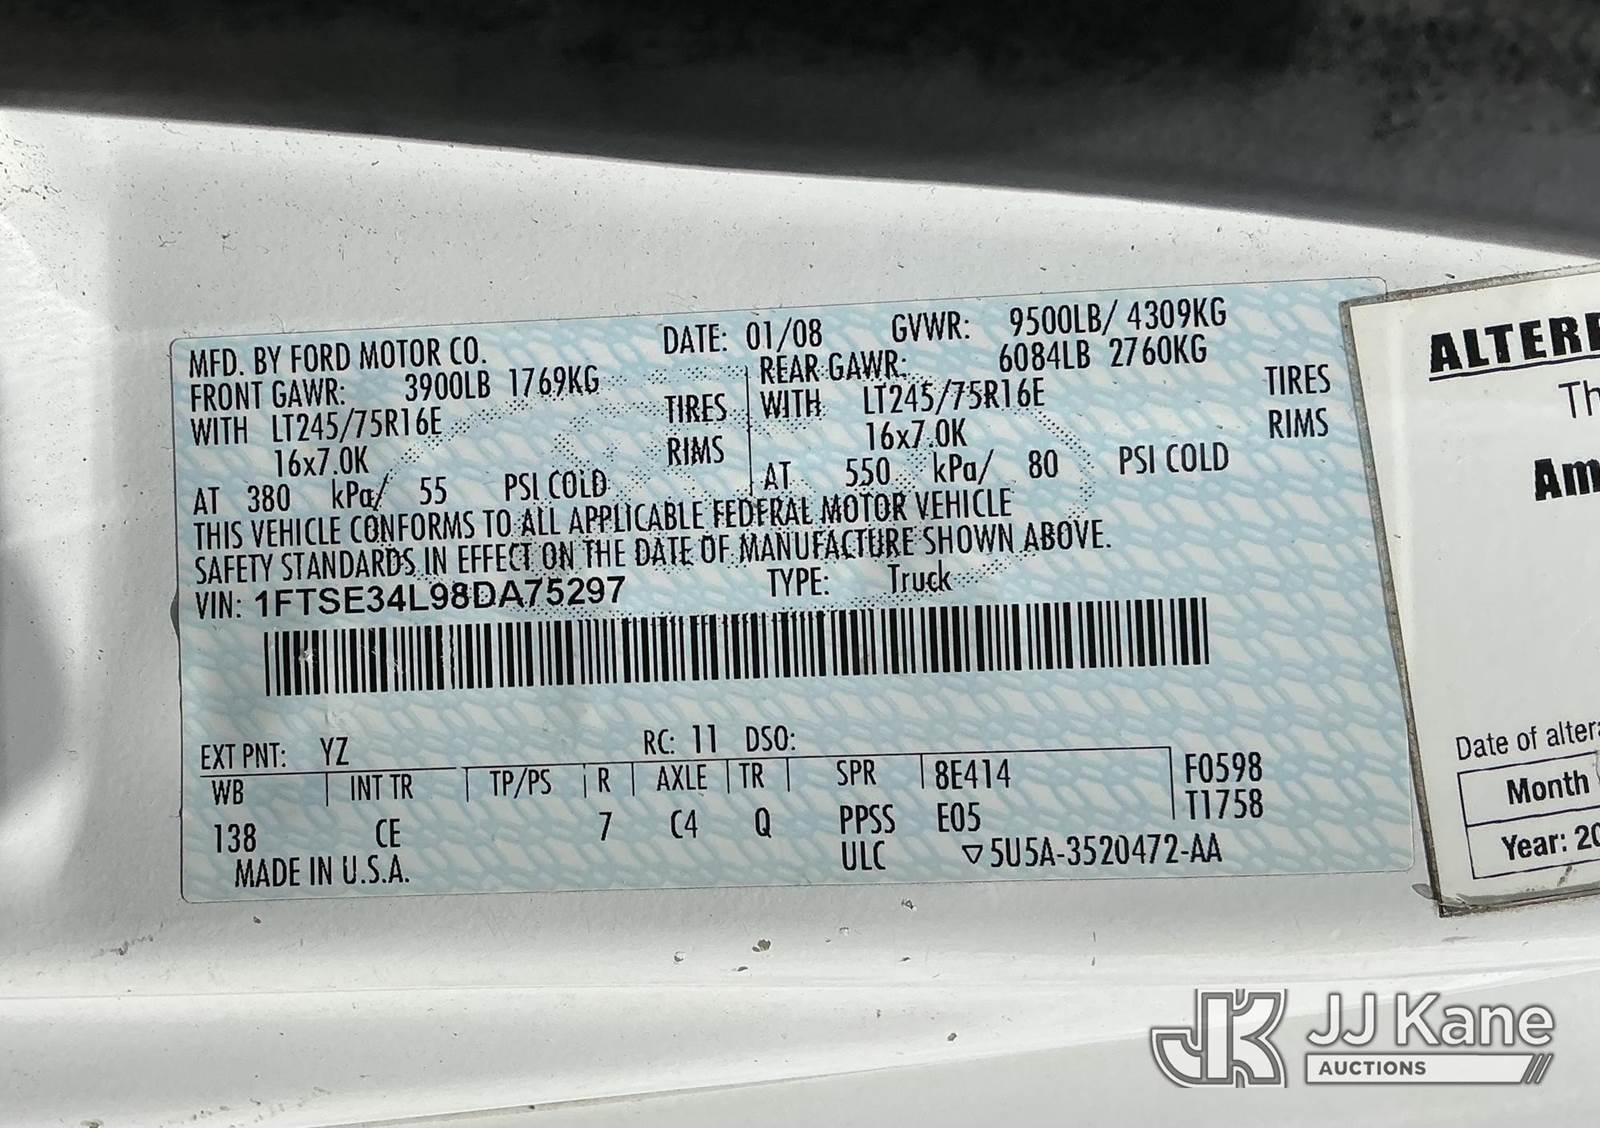 MFD. BY FORD MOTOR CO. DATE: 01/08 GVWR: 9500LB/ 4309KG
FRONT GAWR: 3900LB 1769KG REAR GAWR: 6084LB 2760KG
WITH LT245/75R16E TIRES WITH LT245/75R16E TIRES
16x7.0K RIMS 16x7.0K RIMS
AT 380 kPa/ 55 PSI COLD AT 550 kPa/ 80 PSI COLD
THIS VEHICLE CONFORMS TO ALL APPLICABLE FEDERAL MOTOR VEHICLE
SAFETY STANDARDS IN EFFECT ON THE DATE OF MANUFACTURE SHOWN ABOVE.
VIN: 1FTSE34L98DA75297 TYPE: Truck
EXT PNT: YZ RC: 11 DSO:
WB INT TR TP/PS R AXLE TR SPR 8E414 F0598
138 CE 7 C4 Q PPSS E05 T1758
MADE IN U.S.A. ULC ▽5U5A-3520472-AA
ALTER
Th
Am
Date of alter
Month
Year: 20
JK JJ Kane
AUCTIONS